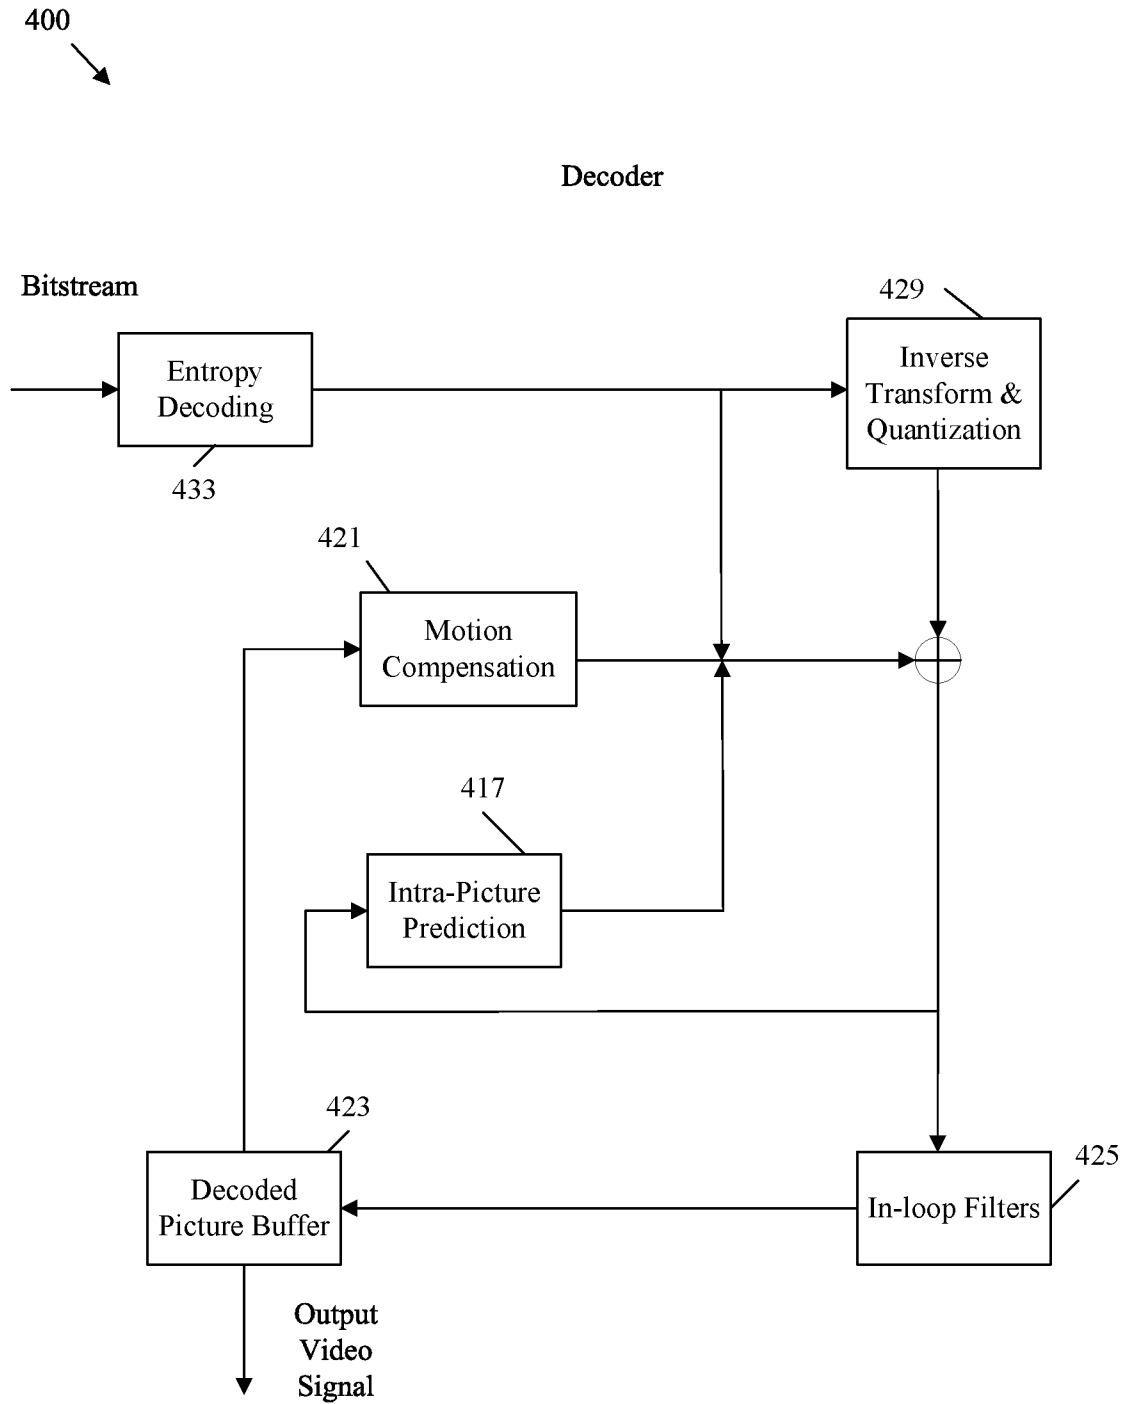 400
Decoder
Bitstream
429
Entropy
Decoding
Inverse
Transform &
Quantization
433
421
Motion
Compensation
417
Intra-Picture
Prediction
423
425
Decoded
Picture Buffer
In-loop Filters
Output
Video
Signal